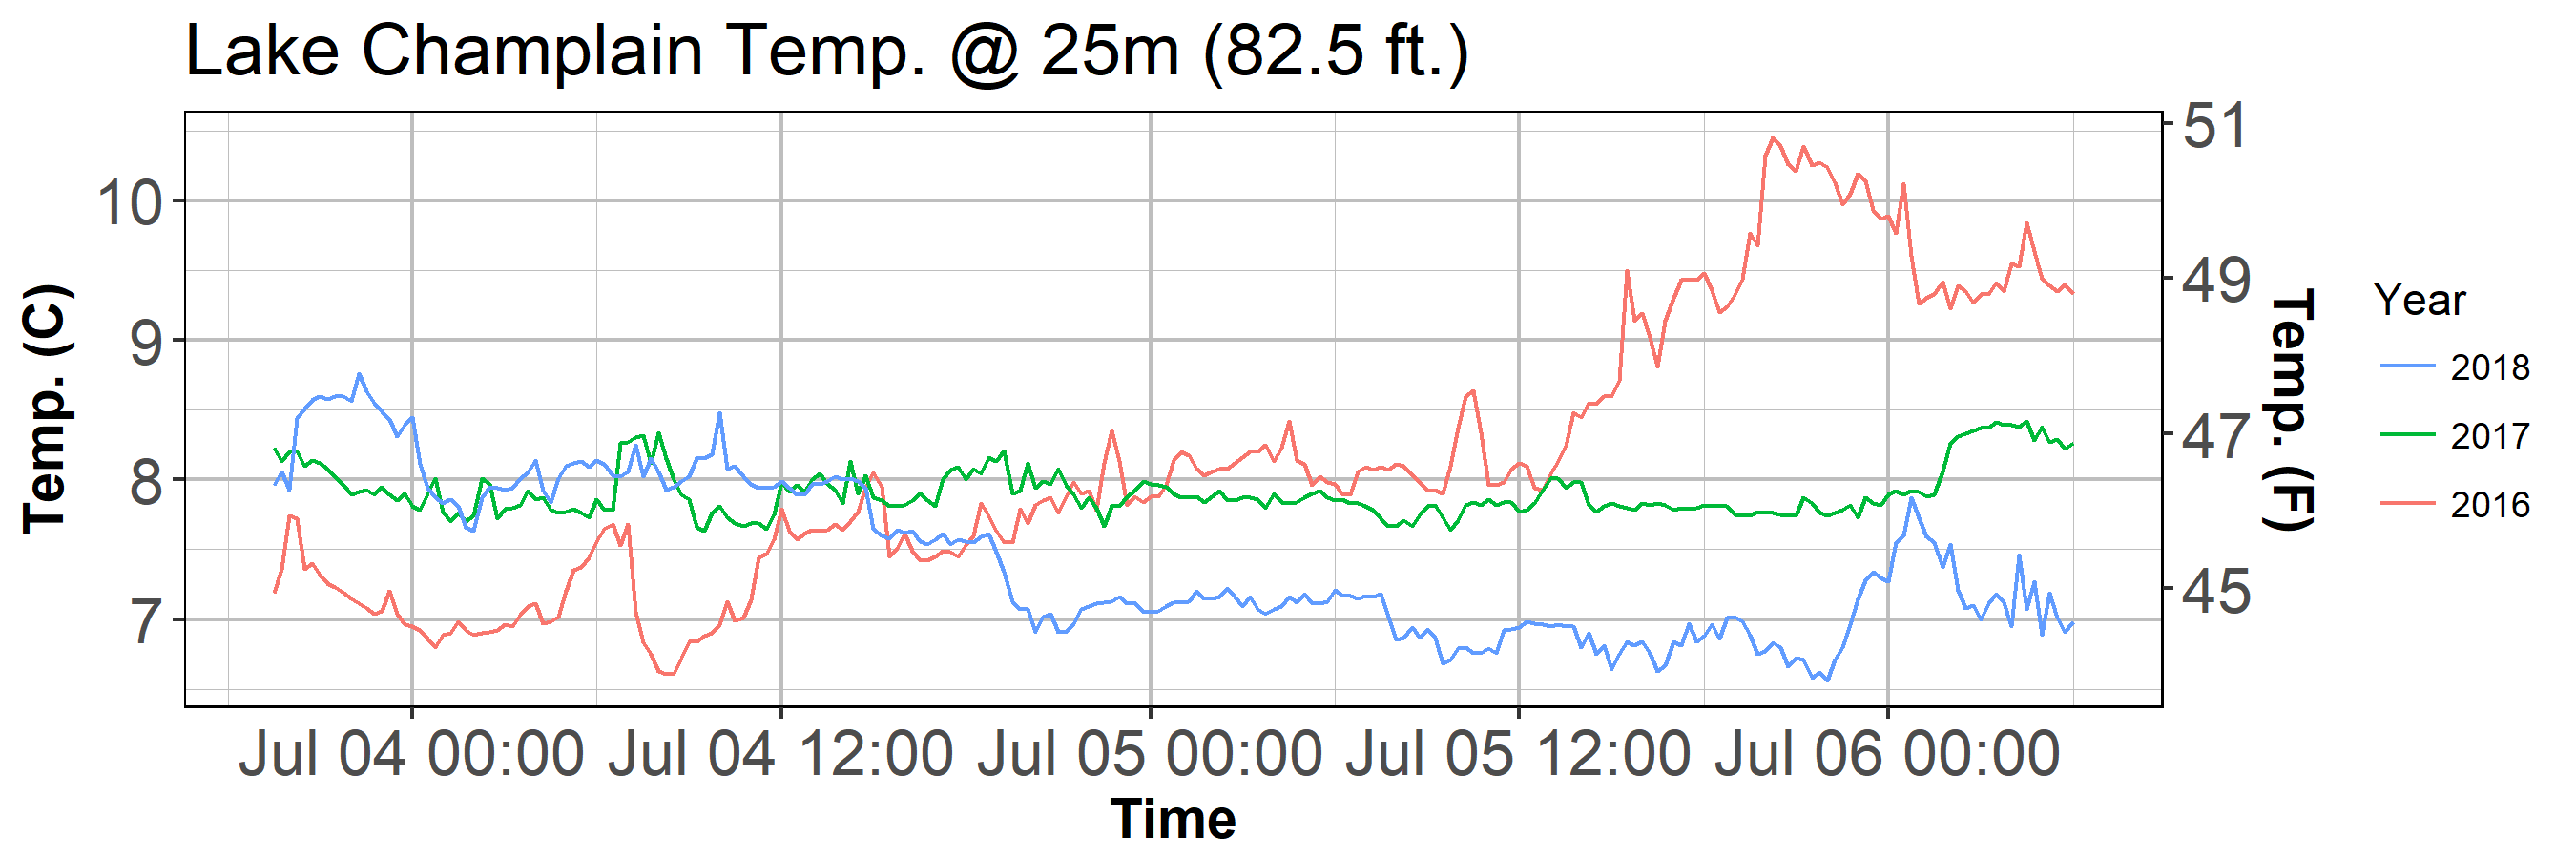 Lake Champlain Temp. @ 25m (82.5 ft.)
Temp. (C)
10
9
8
7
51
49
47
45
Temp. (F)
Jul 04 00:00 Jul 04 12:00 Jul 05 00:00 Jul 05 12:00 Jul 06 00:00
Time
Year
2018
2017
2016